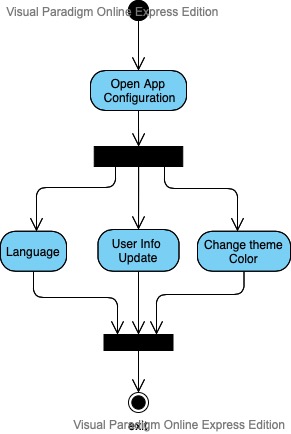 Visual Paradigm Online Express Edition
Open App
Configuration
Language
User Info
Update
Change theme
Color
exit
Visual Paradigm Online Express Edition